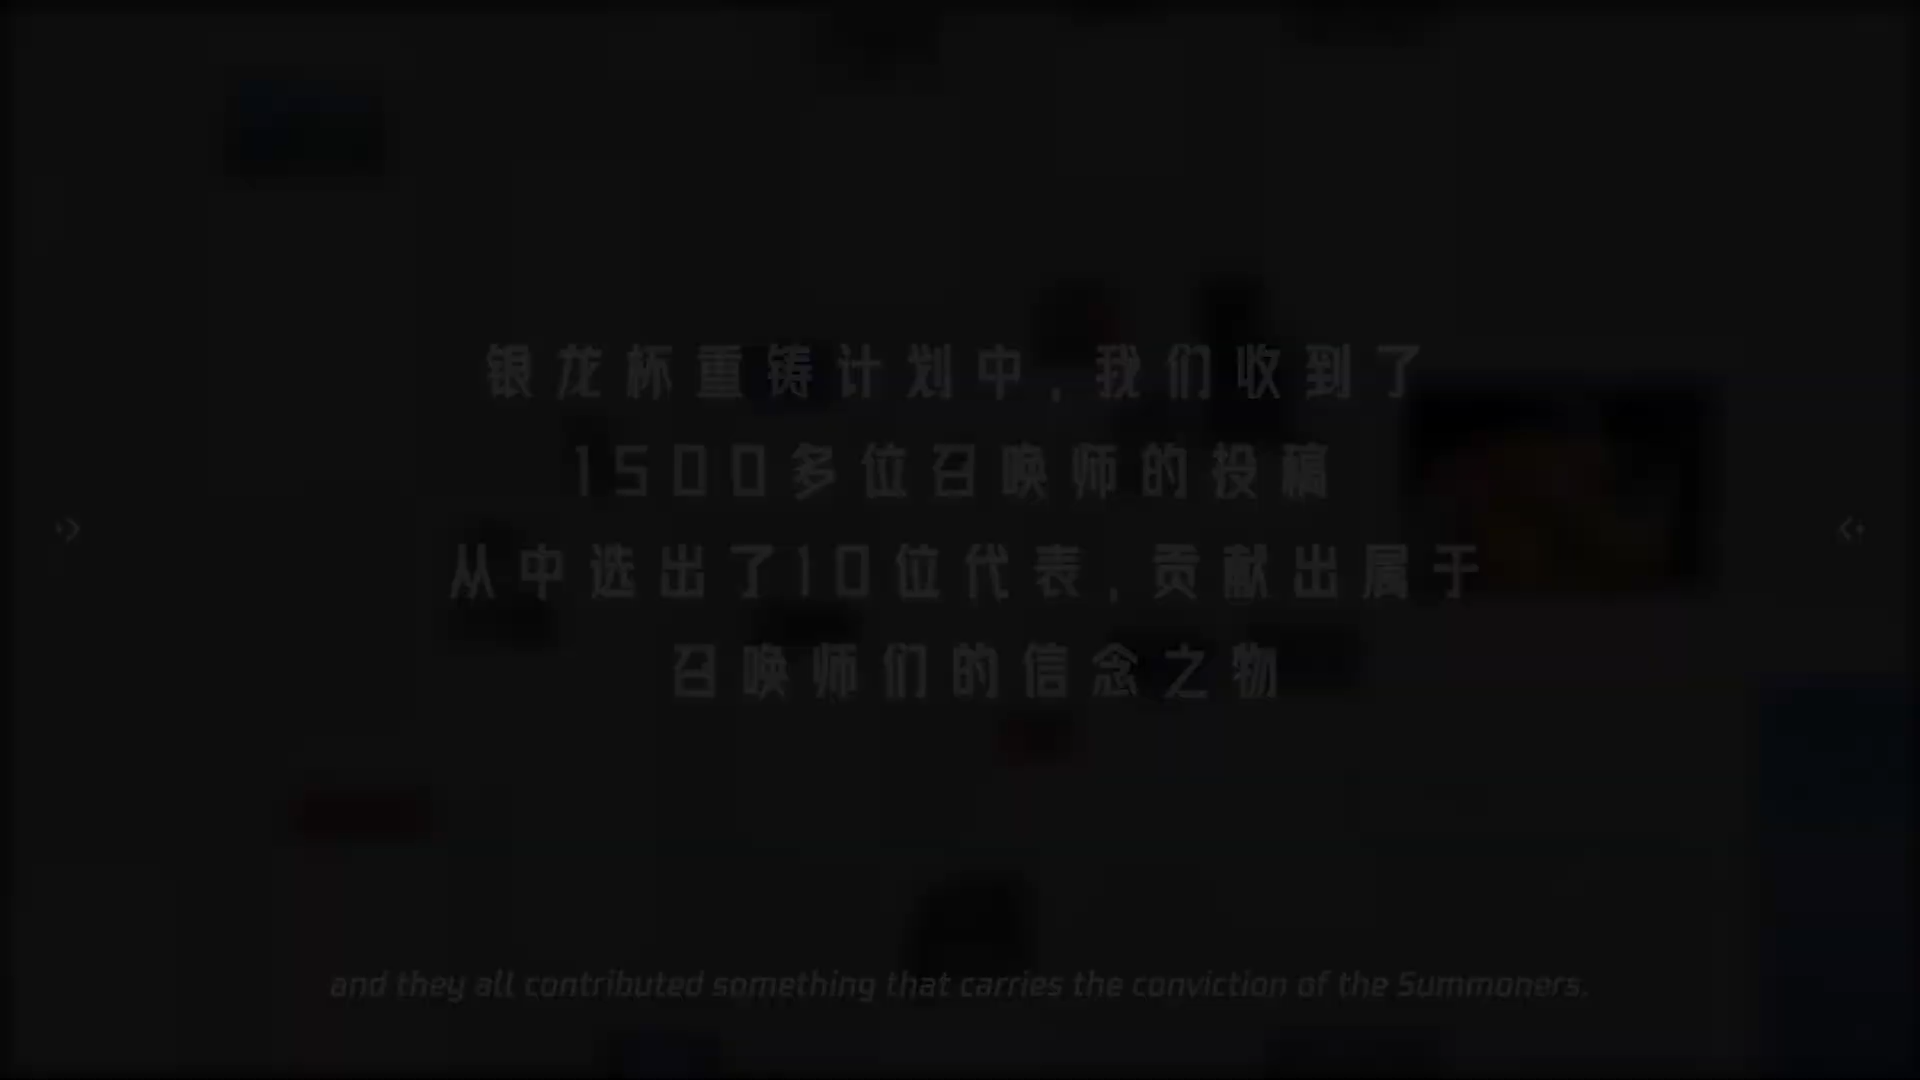 银龙杯重铸计划中,我们收到了
1500多位召唤师的投稿
从中选出了10位代表,贡献出属于
召唤师们的信念之物
and they all contributed something that carries the conviction of the Summoners.